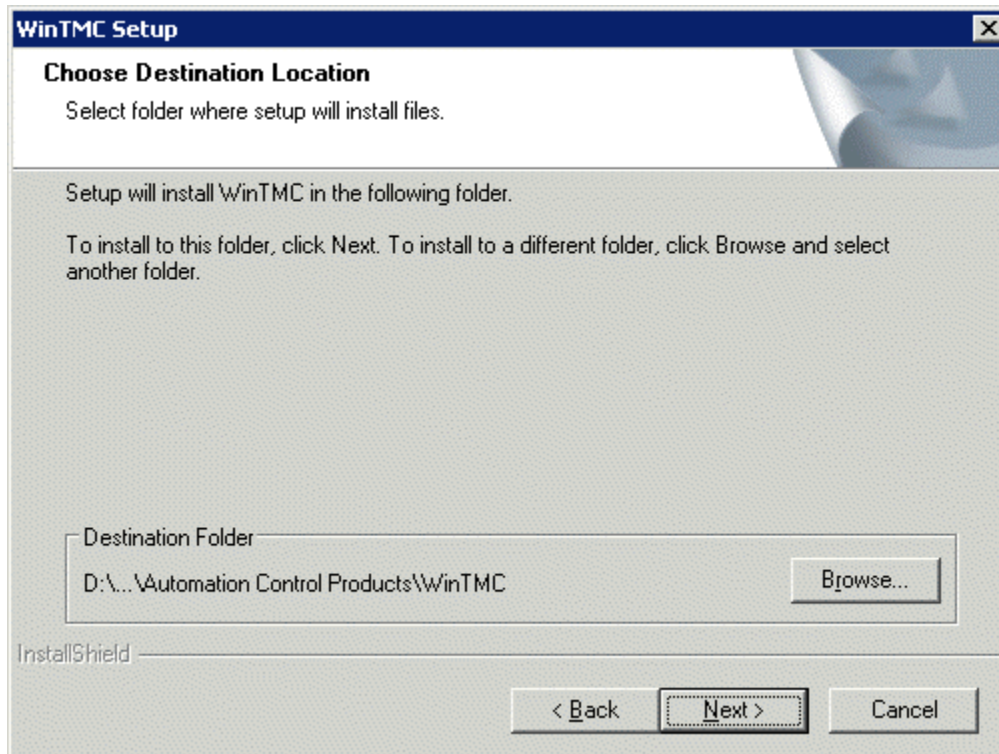 WinTMC Setup
Choose Destination Location
Select folder where setup will install files.
Setup will install WinTMC in the following folder.
To install to this folder, click Next. To install to a different folder, click Browse and select
another folder.
Destination Folder
D:\...\Automation Control Products\WinTMC
Browse...
InstallShield
< Back
Next >
Cancel